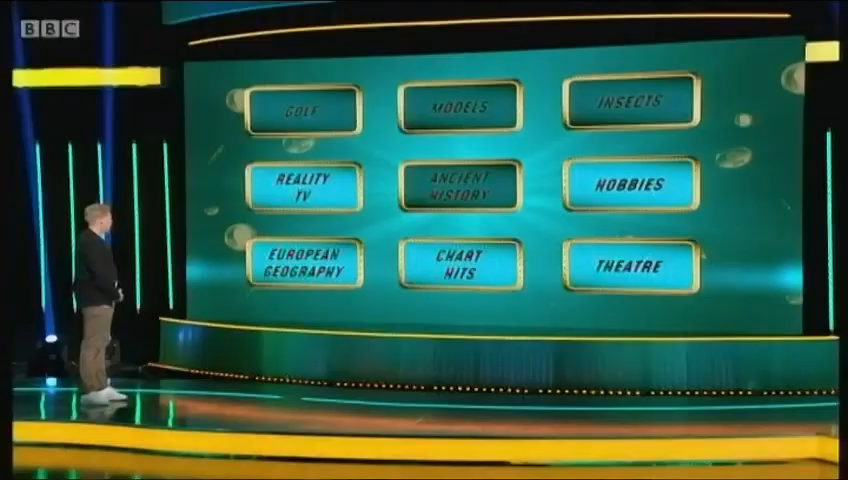 BBC
GOLF
MODELS
INSECTS
REALITY
TV
ANCIENT
HISTORY
HOBBIES
EUROPEAN
GEOGRAPHY
CHART
HITS
THEATRE